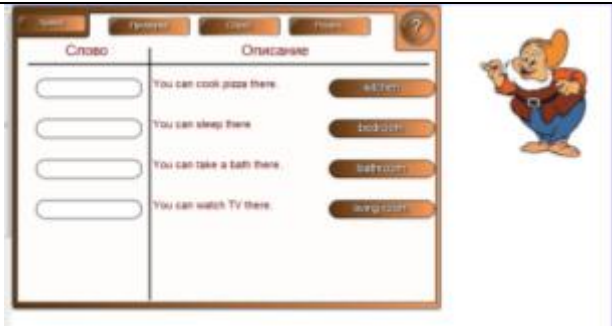 ?
Слово Описание
You can cook pizza there.
kitchen
You can sleep there
bedroom
You can take a bath there.
bathroom
You can watch TV there.
living room